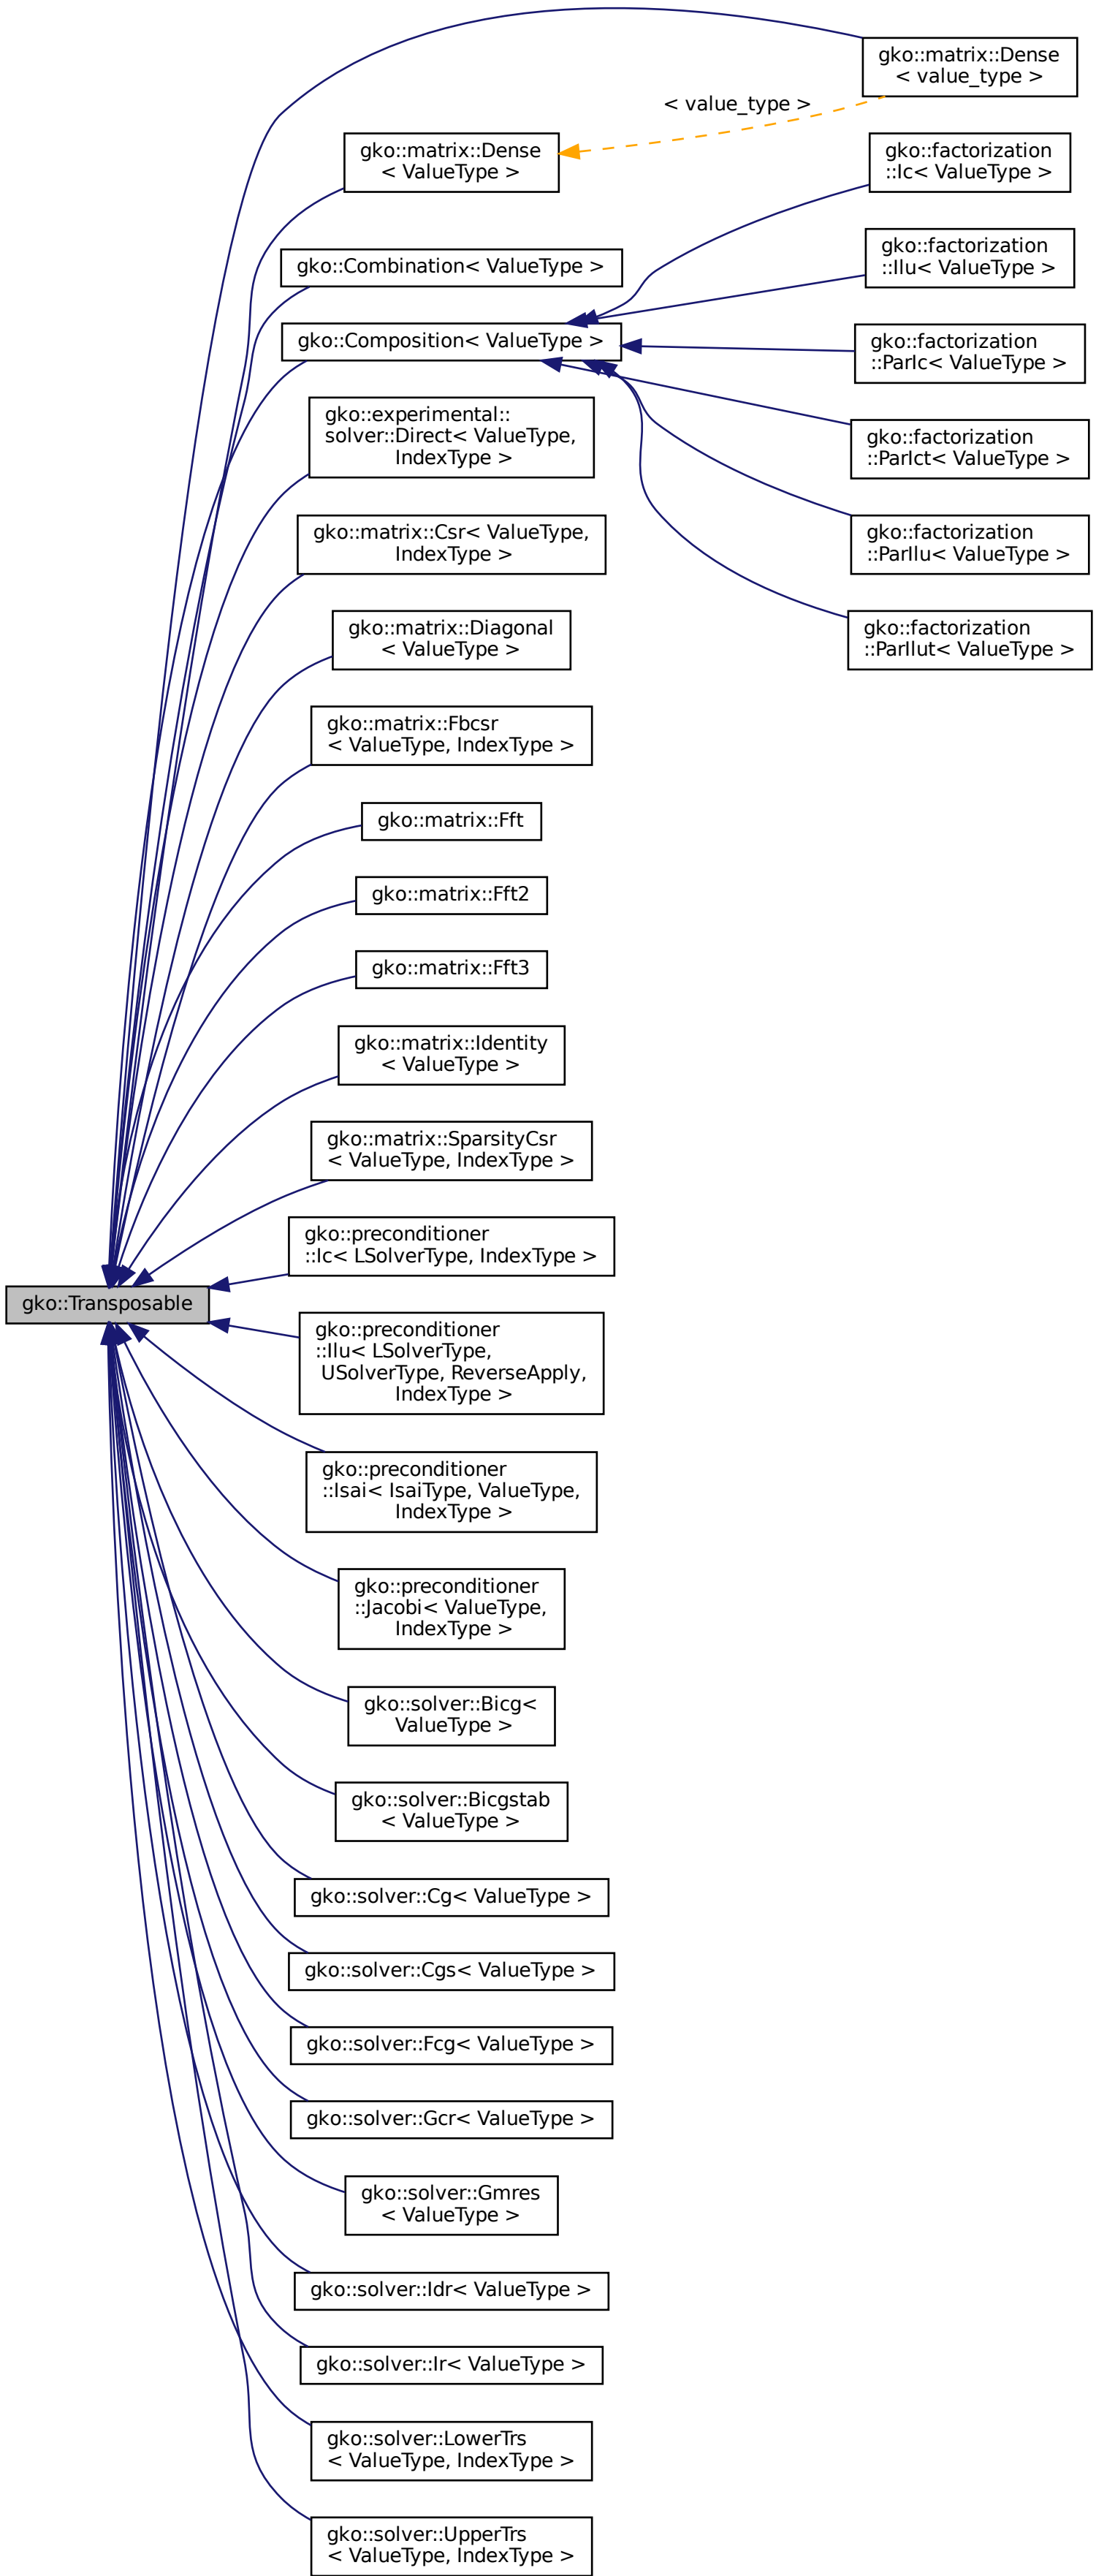 gko::matrix::Dense
< value_type >
< value_type >
gko::matrix::Dense
< ValueType >
gko::factorization
::Ic< ValueType >
gko::factorization
::Ilu< ValueType >
gko::Combination< ValueType >
gko::Composition< ValueType >
gko::factorization
::ParIc< ValueType >
gko::factorization
::ParIct< ValueType >
gko::factorization
::ParIlu< ValueType >
gko::factorization
::ParIlut< ValueType >
gko::experimental::
solver::Direct< ValueType,
IndexType >
gko::matrix::Csr< ValueType,
IndexType >
gko::matrix::Diagonal
< ValueType >
gko::matrix::Fbcsr
< ValueType, IndexType >
gko::matrix::Fft
gko::matrix::Fft2
gko::matrix::Fft3
gko::matrix::Identity
< ValueType >
gko::matrix::SparsityCsr
< ValueType, IndexType >
gko::preconditioner
::Ic< LSolverType, IndexType >
gko::Transposable
gko::preconditioner
::Ilu< LSolverType,
USolverType, ReverseApply,
IndexType >
gko::preconditioner
::Isai< IsaiType, ValueType,
IndexType >
gko::preconditioner
::Jacobi< ValueType,
IndexType >
gko::solver::Bicg<
ValueType >
gko::solver::Bicgstab
< ValueType >
gko::solver::Cg< ValueType >
gko::solver::Cgs< ValueType >
gko::solver::Fcg< ValueType >
gko::solver::Gcr< ValueType >
gko::solver::Gmres
< ValueType >
gko::solver::Idr< ValueType >
gko::solver::Ir< ValueType >
gko::solver::LowerTrs
< ValueType, IndexType >
gko::solver::UpperTrs
< ValueType, IndexType >